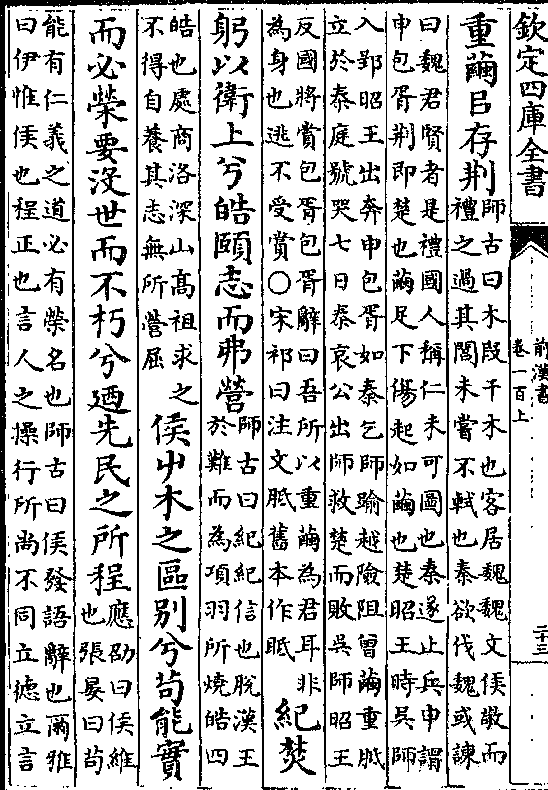 欽定四庫全書
前漢書
卷一百上
二十三
重繭㠯存荆
師古曰木段干木也客居魏魏文侯敬而
禮之過其閭未嘗不軾也秦欲伐魏或諫
曰魏君賢者是禮國人稱仁未可圖也秦遂止兵申謂
申包胥荆即楚也繭足下傷起如繭也楚昭王時吳師
入郢昭王出奔申包胥如秦乞師踰越險阻曾繭重胝
立於秦庭號哭七日秦哀公出師救楚而敗吳師昭王
反國將賞包胥包胥辭曰吾所以重繭為君耳非
為身也逃不受賞○宋祁曰注文胝舊本作眂
紀焚
躬以衛上兮皓頤志而弗營
師古曰紀紀信也脫漢王
於難而為項羽所燒皓四
皓也處商洛深山髙祖求之
不得自養其志無所營屈
侯屮木之區别兮茍能實
而必榮要沒世而不朽兮廼先民之所程
應劭曰侯維
也張晏曰茍
能有仁義之道必有榮名也師古曰侯發語辭也爾雅
曰伊惟侯也程正也言人之操行所尚不同立德立言